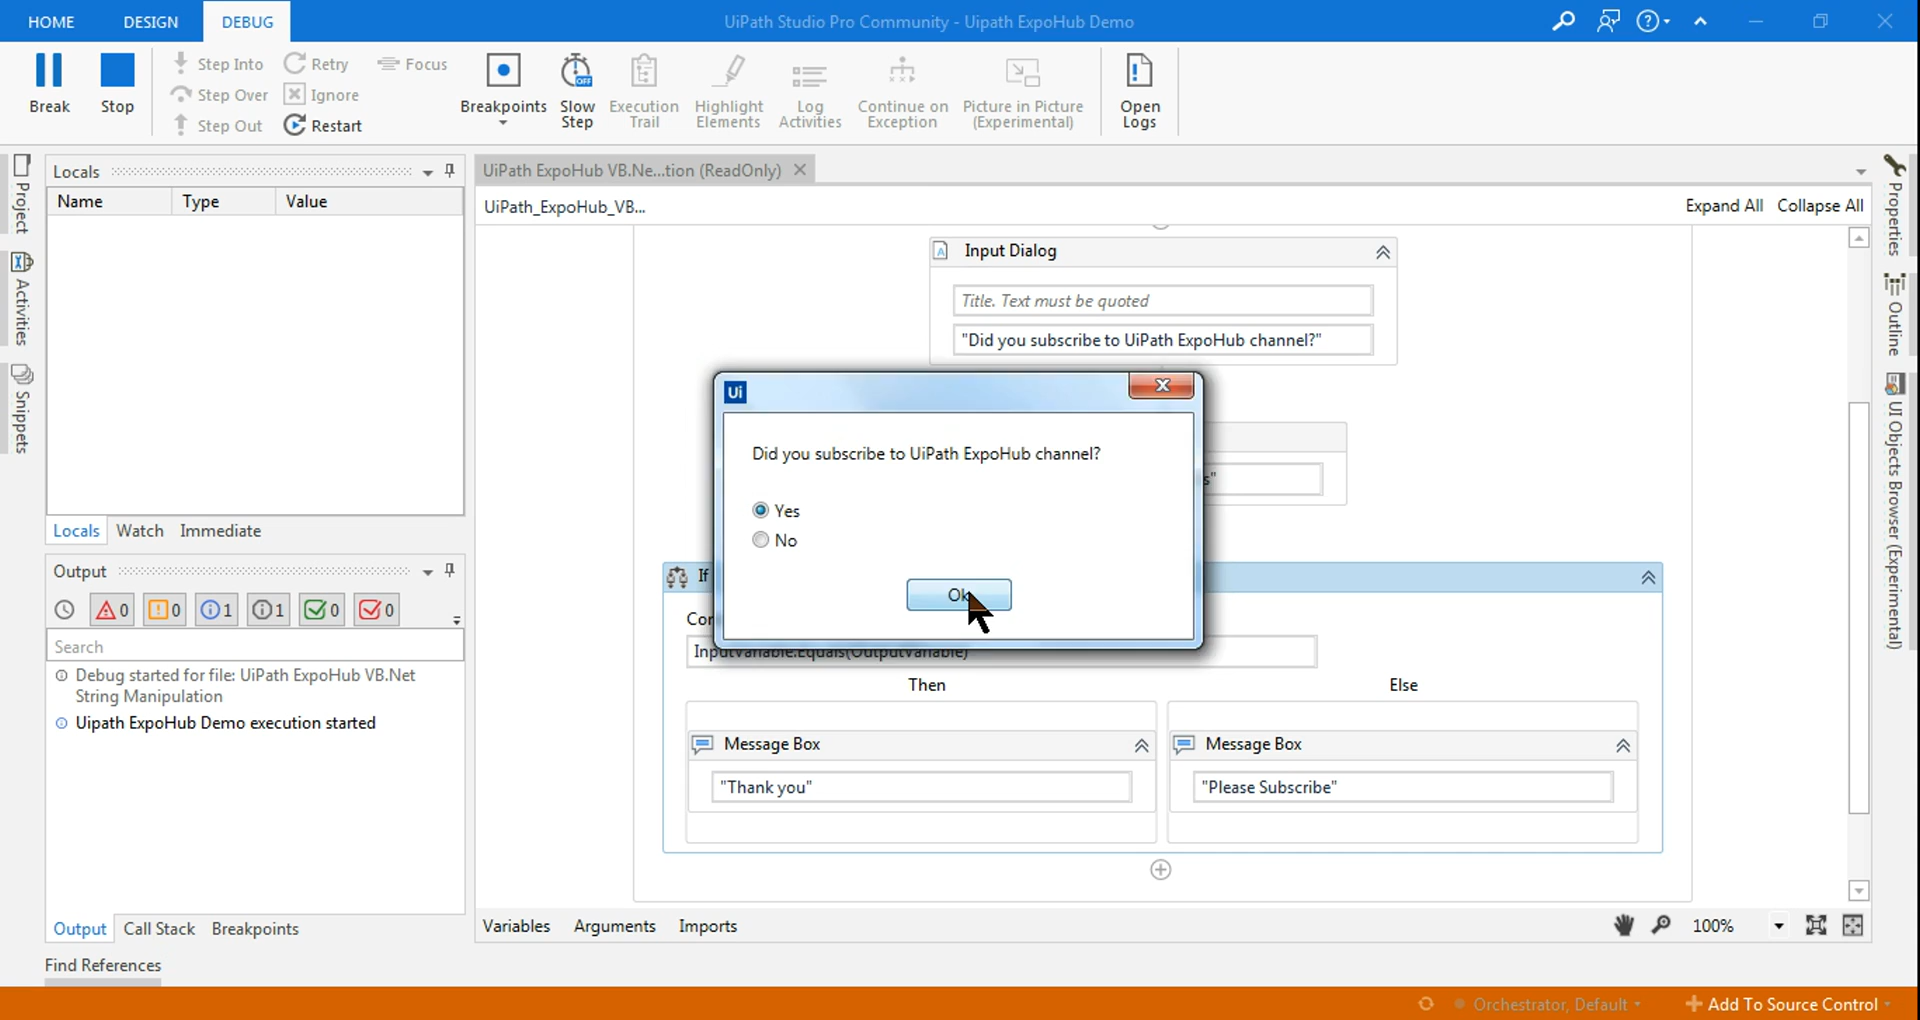 HOME
DESIGN
DEBUG
UiPath Studio Pro Community - Uipath ExpoHub Demo
Break
Stop
Step Into
Step Over
Step Out
Retry
Ignore
Restart
Focus
Breakpoints
Slow
Step
OFF
Execution
Trail
Highlight
Elements
Log
Activities
Continue on
Exception
Picture in Picture
(Experimental)
Open
Logs
Project
Activities
Snippets
Locals
Name
Type
Value
Locals
Watch
Immediate
Output
0
0
1
1
0
0
Search
Debug started for file: UiPath ExpoHub VB.Net
String Manipulation
Uipath ExpoHub Demo execution started
Output
Call Stack
Breakpoints
Find References
UiPath ExpoHub VB.Ne...tion (ReadOnly)
UiPath_ExpoHub_VB...
Expand All
Collapse All
Input Dialog
Title. Text must be quoted
"Did you subscribe to UiPath ExpoHub channel?"
Ui
Did you subscribe to UiPath ExpoHub channel?
Yes
No
Ok
s"
If
Con
InputVariable.Equals(OutputVariable)
Then
Else
Message Box
"Thank you"
Message Box
"Please Subscribe"
Variables
Arguments
Imports
100%
Properties
Outline
UI Objects Browser (Experimental)
Orchestrator, Default
Add To Source Control